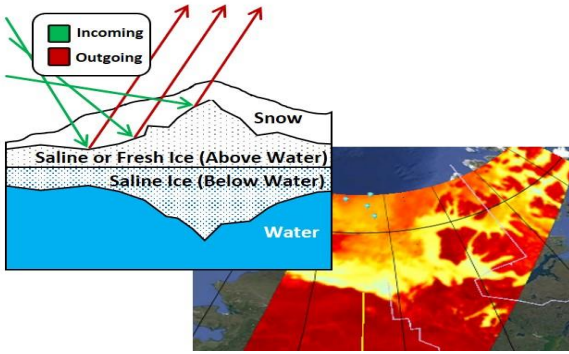 Incoming
Outgoing
Snow
Saline or Fresh Ice (Above Water)
Saline Ice (Below Water)
Water